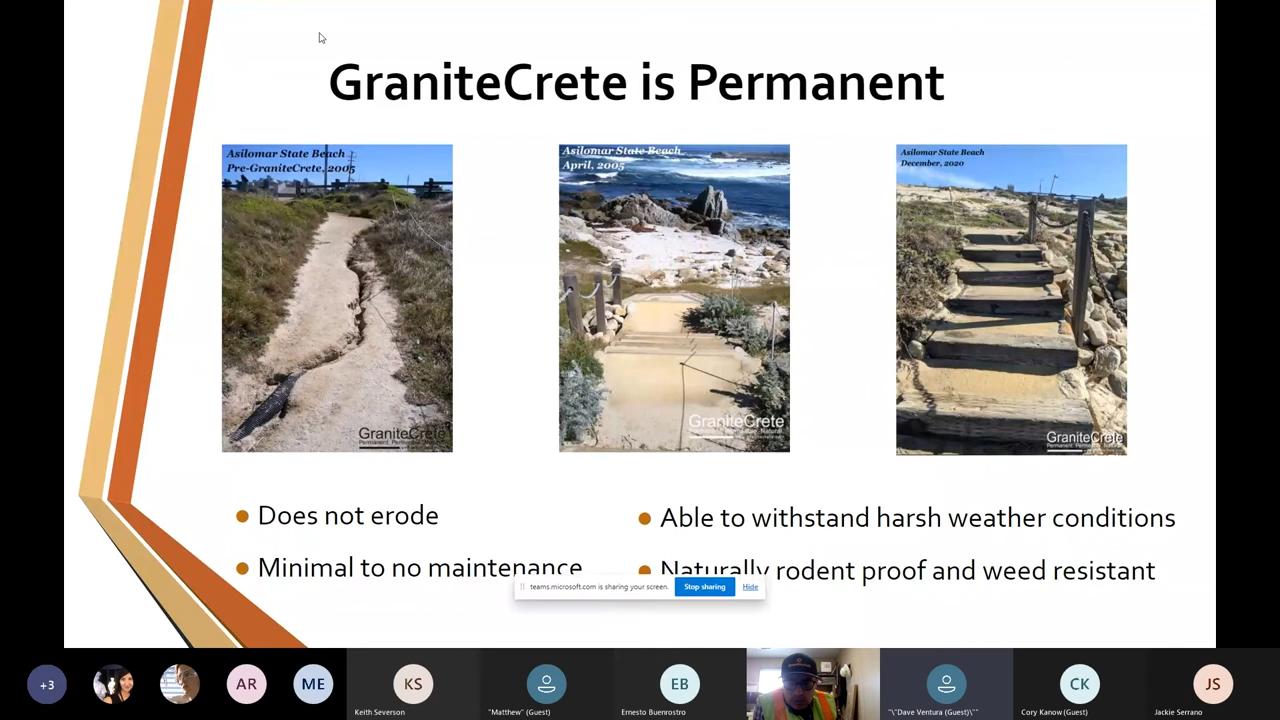 GraniteCrete is Permanent
Asilomar State Beach
Pre-GraniteCrete, 2005
GraniteCrete
Asilomar State Beach
April, 2005
GraniteCrete
Asilomar State Beach
December, 2020
GraniteCrete
Does not erode
Able to withstand harsh weather conditions
Minimal to no maintenance
Naturally rodent proof and weed resistant
teams.microsoft.com is sharing your screen.
Stop sharing
Hide
+3
AR
ME
KS
EB
CK
JS
Keith Severson
"Matthew" (Guest)
Ernesto Buenrostro
"\"Dave Ventura (Guest)\""
Cory Kanow (Guest)
Jackie Serrano